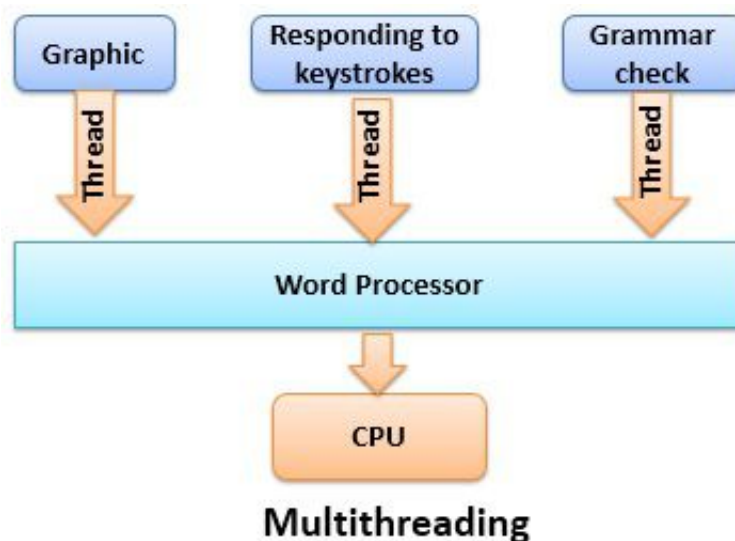 Graphic
Responding to
keystrokes
Grammar
check
Thread
Thread
Thread
Word Processor
CPU
Multithreading